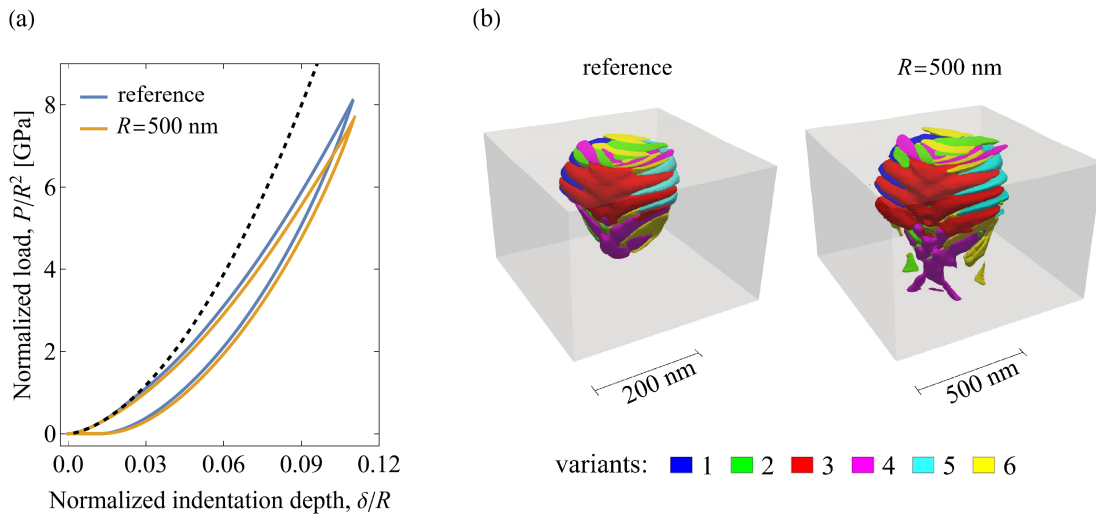 (a)
Normalized load, P/R² [GPa]
8
6
4
2
0
reference
R=500 nm
0.0 0.03 0.06 0.09 0.12
Normalized indentation depth, δ/R
(b)
reference
R=500 nm
200 nm
500 nm
variants: 1 2 3 4 5 6